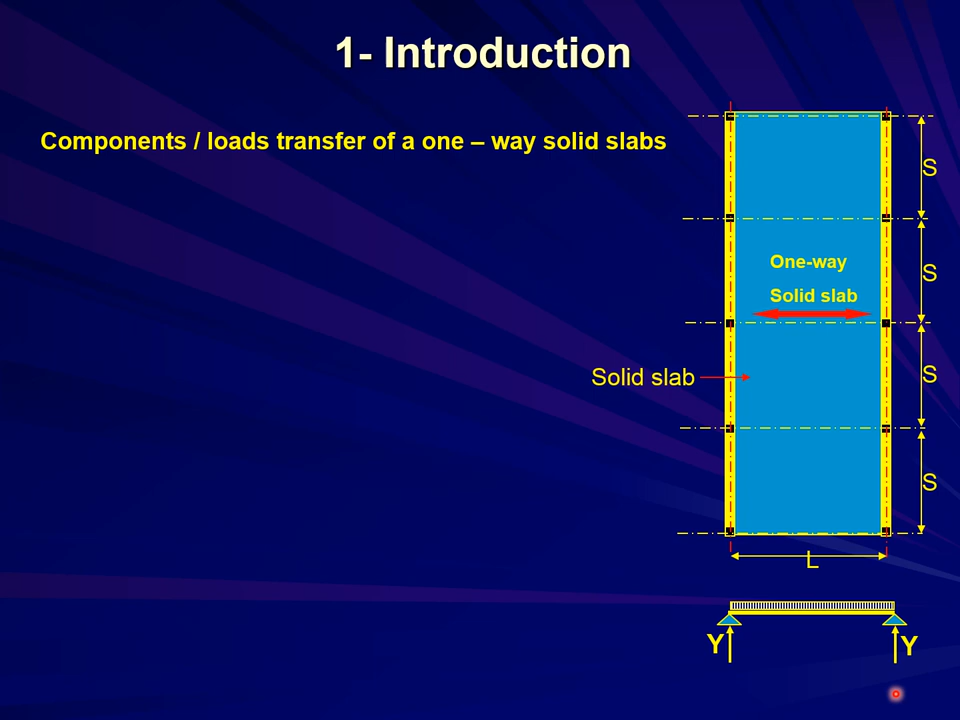 1- Introduction
Components / loads transfer of a one – way solid slabs
S
One-way
S
Solid slab
Solid slab
S
S
L
Y
Y